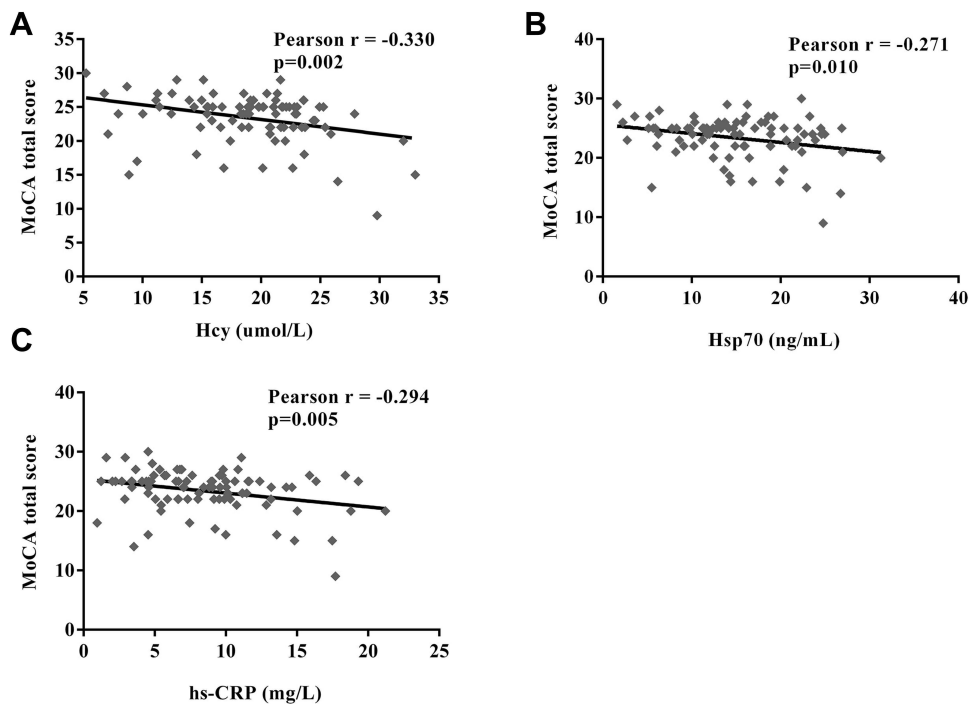 A
Pearson r = -0.330
p=0.002
MoCA total score
35
30
25
20
15
10
5
0
5 10 15 20 25 30 35
Hcy (umol/L)
B
Pearson r = -0.271
p=0.010
MoCA total score
40
30
20
10
0
0 10 20 30 40
Hsp70 (ng/mL)
C
Pearson r = -0.294
p=0.005
MoCA total score
40
30
20
10
0
0 5 10 15 20 25
hs-CRP (mg/L)